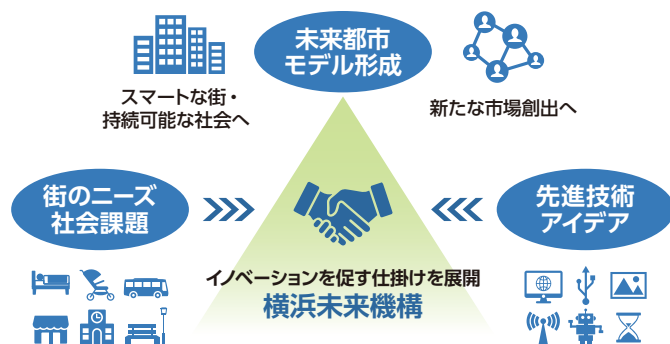 未来都市
モデル形成
スマートな街・
持続可能な社会へ
新たな市場創出へ
街のニーズ
社会課題
先進技術
アイデア
イノベーションを促す仕掛けを展開
横浜未来機構